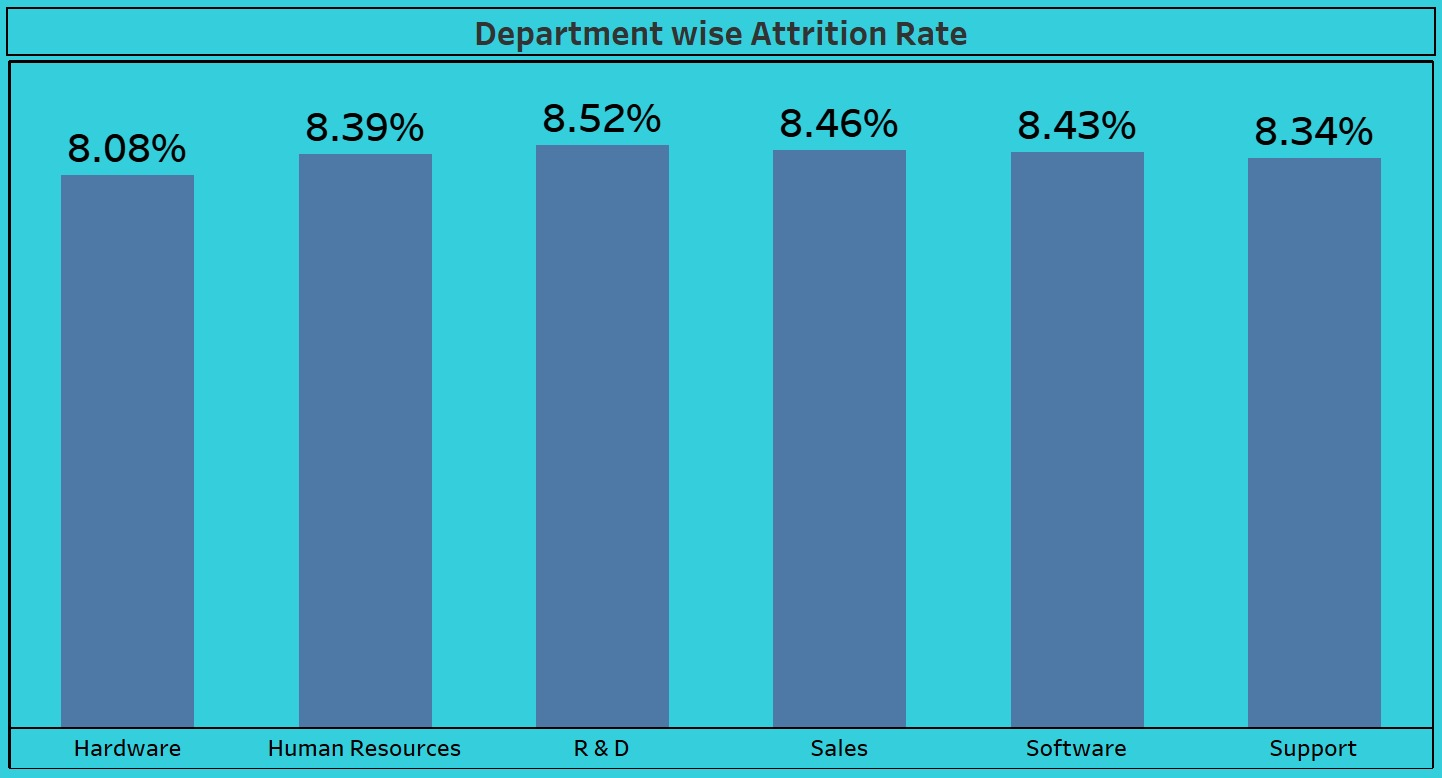 Department wise Attrition Rate
8.08%
8.39%
8.52%
8.46%
8.43%
8.34%
Hardware
Human Resources
R & D
Sales
Software
Support